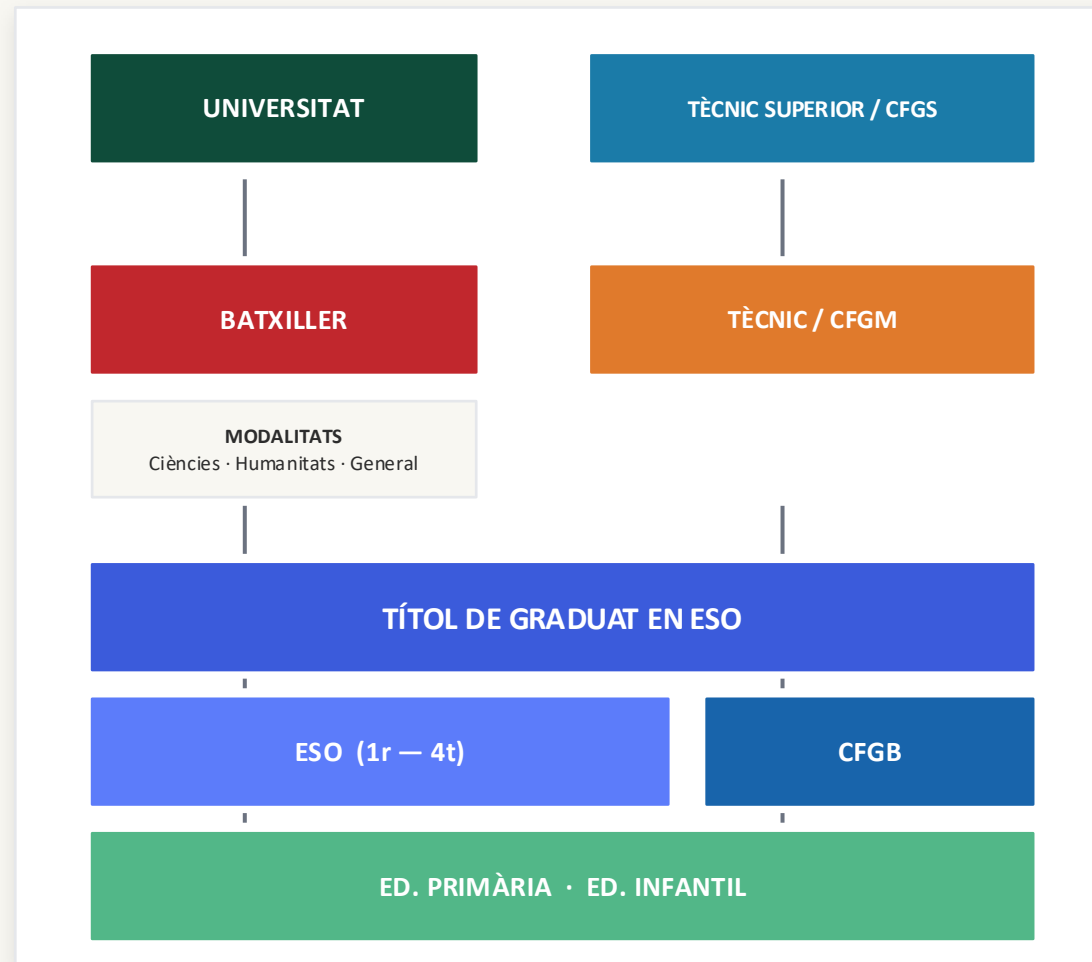 UNIVERSITAT
TÈCNIC SUPERIOR / CFGS
BATXILLER
TÈCNIC / CFGM
MODALITATS
Ciències · Humanitats · General
TÍTOL DE GRADUAT EN ESO
ESO (1r — 4t)
CFGB
ED. PRIMÀRIA · ED. INFANTIL